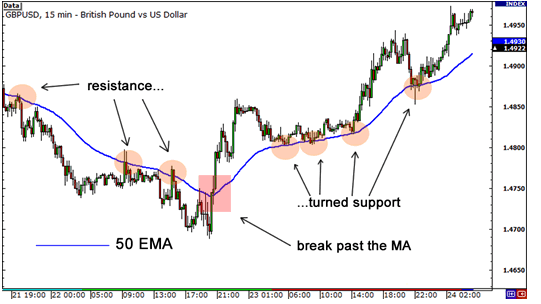 Data
INDEX
GBPUSD, 15 min - British Pound vs US Dollar
1.4950
1.4930
1.4922
1.4900
resistance...
1.4850
1.4800
...turned support
1.4750
50 EMA
break past the MA
1.4700
1.4650
21 19:00 22 00:00 05:00 09:00 13:00 17:00 21:00 23 01:00 06:00 10:00 14:00 18:00 22:00 24 02:00